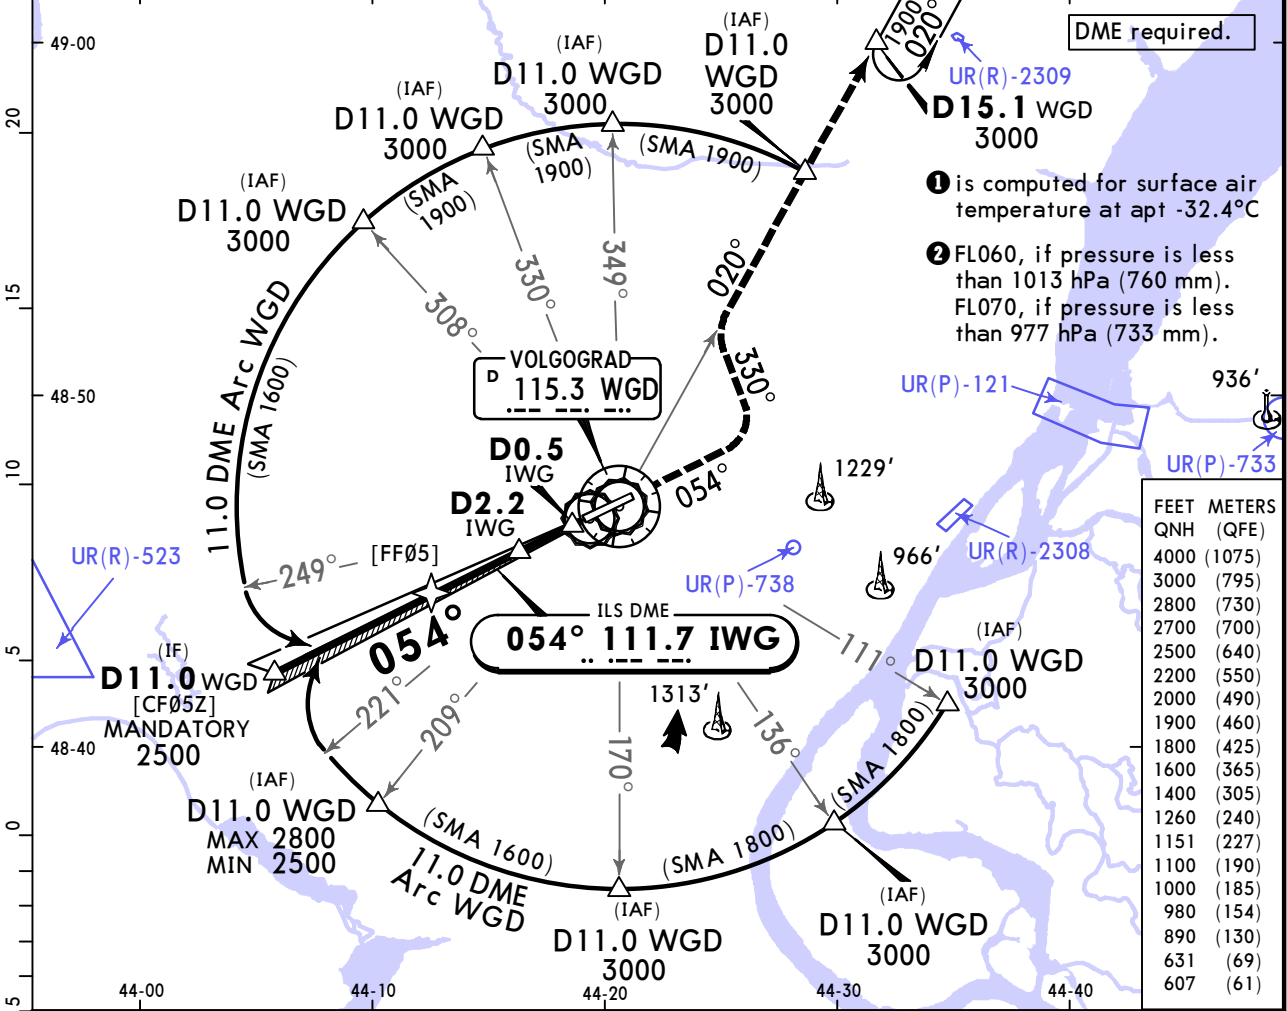 49-00
20
15
48-50
10
5
48-40
0
5
44-00
44-10
44-20
44-30
44-40
DME required.
1900
020°
UR(R)-2309
D15.1 WGD
3000
(IAF)
D11.0
WGD
3000
(IAF)
D11.0 WGD
3000
(IAF)
D11.0 WGD
3000
(IAF)
D11.0 WGD
3000
(SMA
1900)
(SMA
1900)
(SMA 1900)
1 is computed for surface air
temperature at apt -32.4°C
2 FL060, if pressure is less
than 1013 hPa (760 mm).
FL070, if pressure is less
than 977 hPa (733 mm).
308°
330°
349°
020°
330°
054°
11.0 DME Arc WGD
(SMA 1600)
VOLGOGRAD
D 115.3 WGD
D0.5
IWG
D2.2
IWG
[FFØ5]
249°
UR(R)-523
UR(P)-121
936'
UR(P)-733
1229'
966'
UR(P)-738
UR(R)-2308
ILS DME
054° 111.7 IWG
054°
(IF)
D11.0 WGD
[CFØ5Z]
MANDATORY
2500
221°
209°
170°
136°
111°
1313'
(IAF)
D11.0 WGD
3000
(IAF)
D11.0 WGD
MAX 2800
MIN 2500
(SMA 1600)
11.0 DME
Arc WGD
(SMA 1800)
(SMA 1800)
(IAF)
D11.0 WGD
3000
(IAF)
D11.0 WGD
3000
FEET METERS
QNH (QFE)
4000 (1075)
3000 (795)
2800 (730)
2700 (700)
2500 (640)
2200 (550)
2000 (490)
1900 (460)
1800 (425)
1600 (365)
1400 (305)
1260 (240)
1151 (227)
1100 (190)
1000 (185)
980 (154)
890 (130)
631 (69)
607 (61)